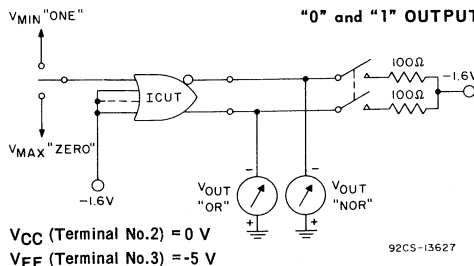 VMIN "ONE"
"0" and "1" OUTPUT
100Ω
-1.6V
ICUT
100Ω
VMAX "ZERO"
-1.6V
VOUT
"OR"
VOUT
"NOR"
-
+
-
+
VCC (Terminal No.2) = 0 V
VEE (Terminal No.3) = -5 V
92CS-13627